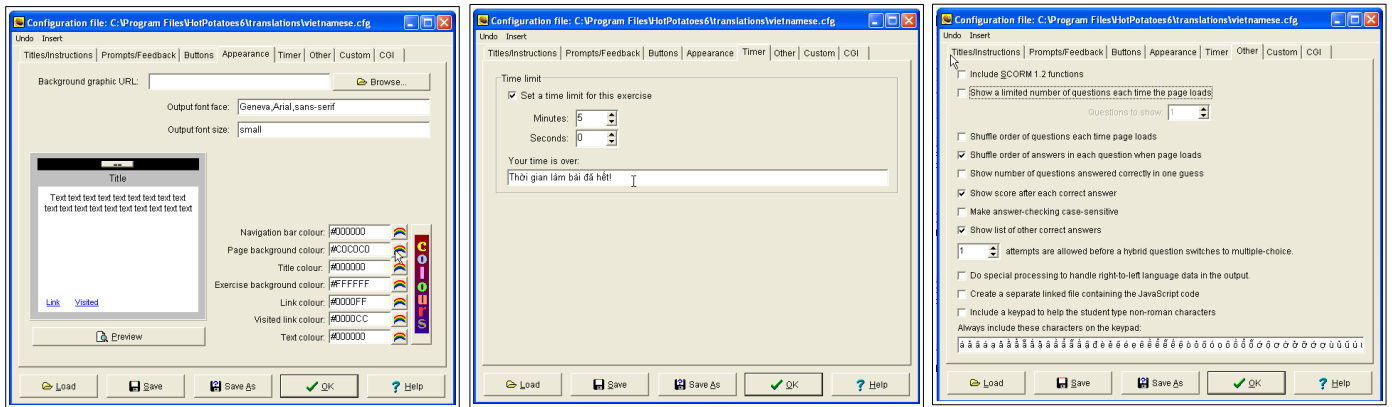 Configuration file: C:\Program Files\HotPotatoes6\translations\vietnamese.cfg
Undo Insert
Titles/Instructions Prompts/Feedback Buttons Appearance Timer Other Custom CGI
Background graphic URL: Browse...
Output font face: Geneva,Arial,sans-serif
Output font size: small
Title
Text text text text text text text text
text text text text text text text text text
Link Visited
Preview
Navigation bar colour: #000000
Page background colour: #C0C0C0
Title colour: #000000
Exercise background colour: #FFFFFF
Link colour: #0000FF
Visited link colour: #0000CC
Text colour: #000000
colours
Load Save Save As OK Help
Configuration file: C:\Program Files\HotPotatoes6\translations\vietnamese.cfg
Undo Insert
Titles/Instructions Prompts/Feedback Buttons Appearance Timer Other Custom CGI
Time limit
Set a time limit for this exercise
Minutes: 5
Seconds: 0
Your time is over:
Thời gian làm bài đã hết!
Load Save Save As OK Help
Configuration file: C:\Program Files\HotPotatoes6\translations\vietnamese.cfg
Undo Insert
Titles/Instructions Prompts/Feedback Buttons Appearance Timer Other Custom CGI
Include SCORM 1.2 functions
Show a limited number of questions each time the page loads
Questions to show: 1
Shuffle order of questions each time page loads
Shuffle order of answers in each question when page loads
Show number of questions answered correctly in one guess
Show score after each correct answer
Make answer-checking case-sensitive
Show list of other correct answers
1 attempts are allowed before a hybrid question switches to multiple-choice.
Do special processing to handle right-to-left language data in the output.
Create a separate linked file containing the JavaScript code
Include a keypad to help the student type non-roman characters
Always include these characters on the keypad:
Load Save Save As OK Help